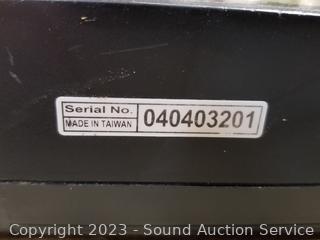 Serial No.
MADE IN TAIWAN
040403201
Copyright 2023 - Sound Auction Service